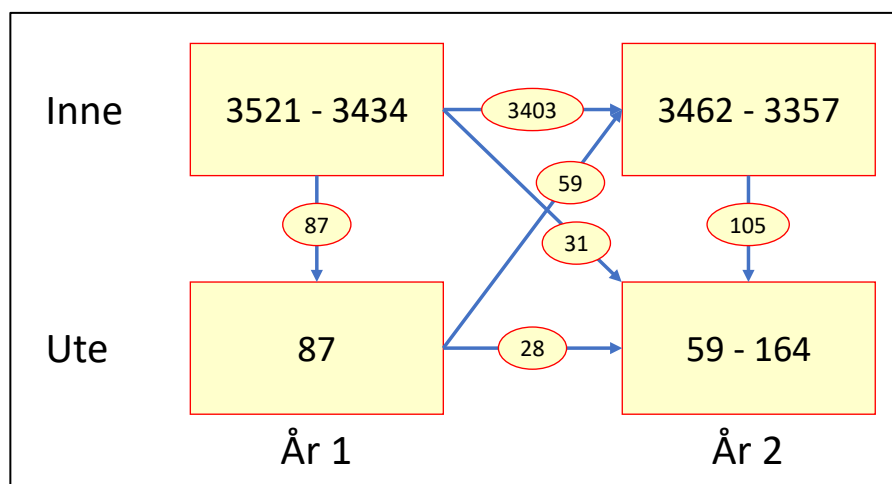 Inne
3521 - 3434
3403
3462 - 3357
59
87
31
105
Ute
87
28
59 - 164
År 1
År 2